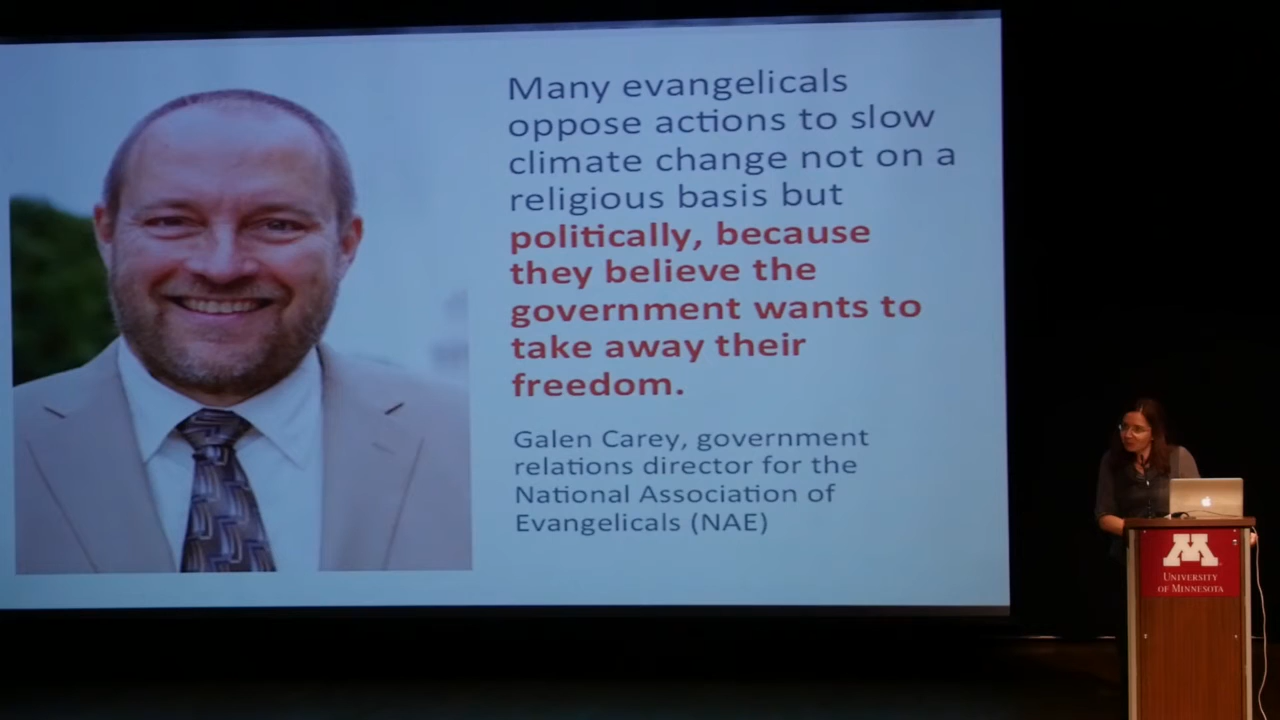 Many evangelicals
oppose actions to slow
climate change not on a
religious basis but
politically, because
they believe the
government wants to
take away their
freedom.
Galen Carey, government
relations director for the
National Association of
Evangelicals (NAE)
M
UNIVERSITY
OF MINNESOTA